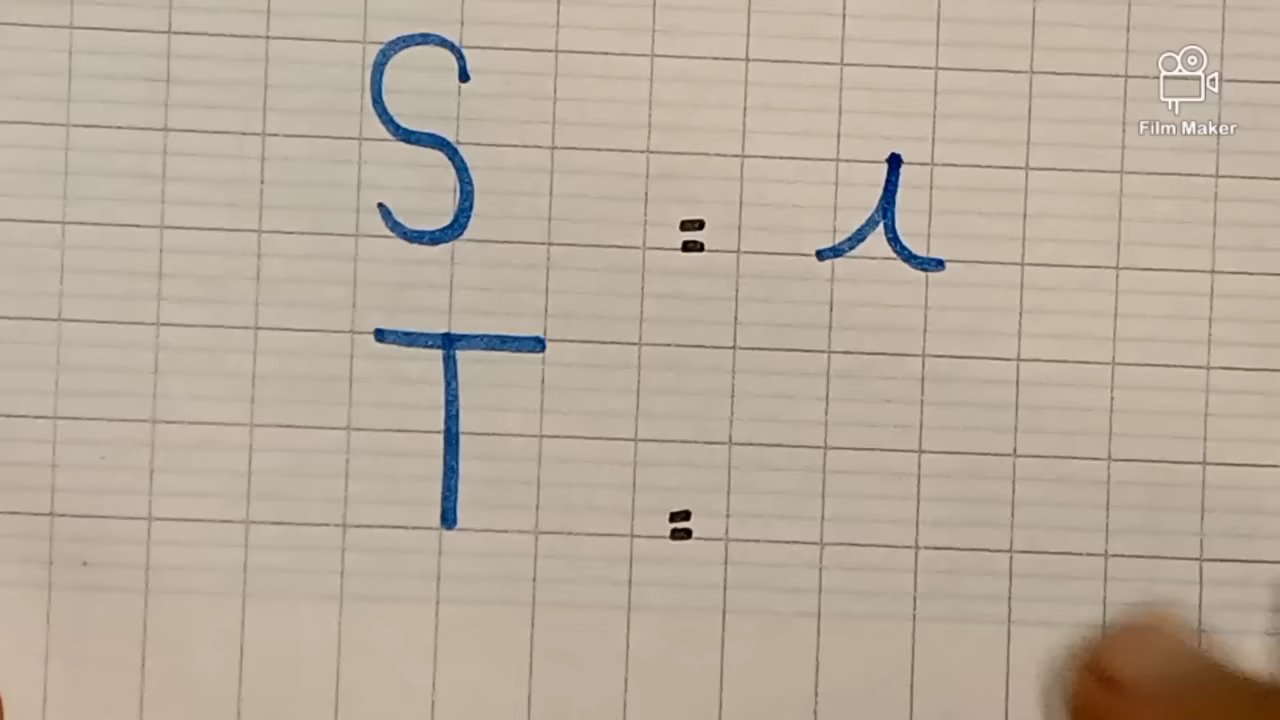 Film Maker
S =
T =